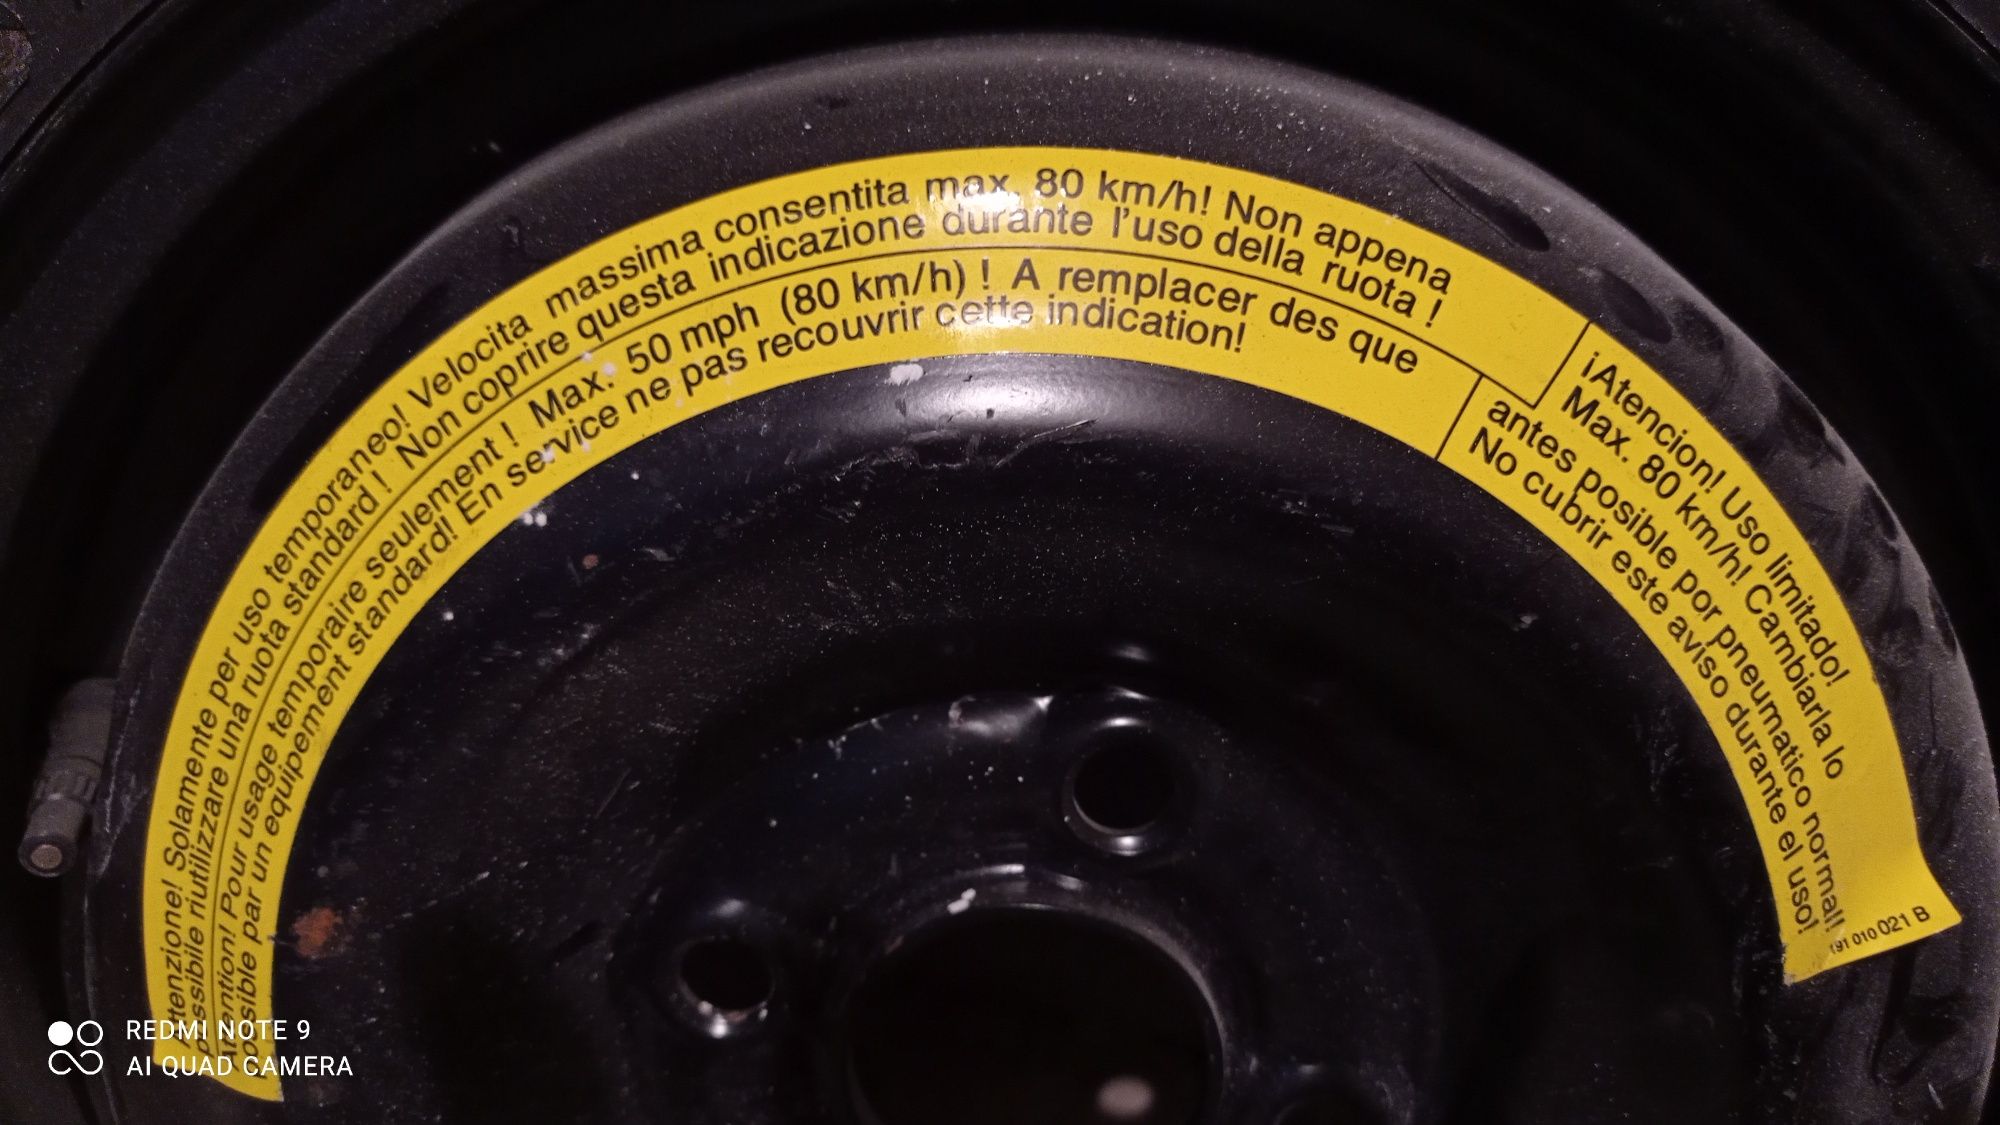 Attenzione! Solamente per uso temporaneo! Velocita massima consentita max. 80 km/h! Non appena
possibile riutilizzare una ruota standard ! Non coprire questa indicazione durante l'uso della ruota !
Attention! Pour usage temporaire seulement ! Max. 50 mph (80 km/h) ! A remplacer des que
possible par un equipement standard! En service ne pas recouvrir cette indication!
¡Atencion! Uso limitado!
Max. 80 km/h! Cambiarla lo
antes posible por pneumatico normal!
No cubrir este aviso durante el uso!
191 010 021 B
REDMI NOTE 9
AI QUAD CAMERA